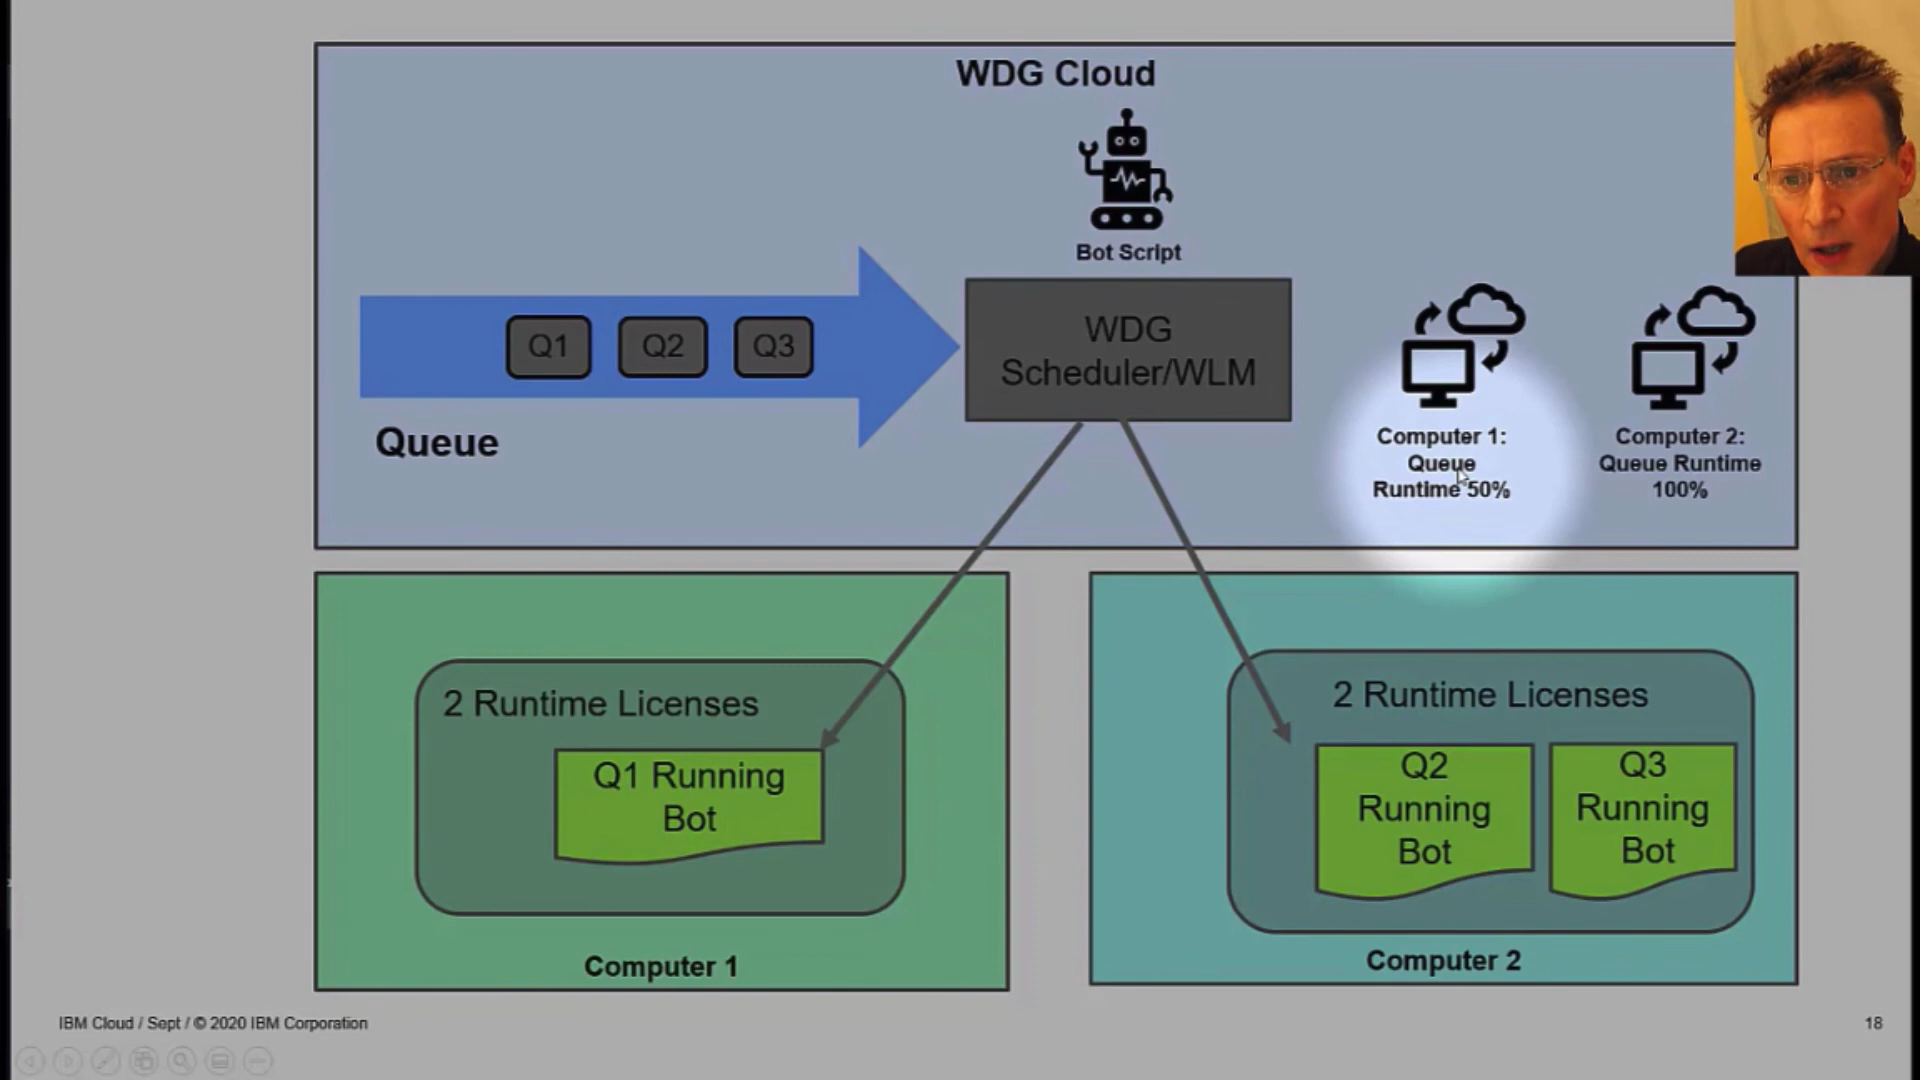 WDG Cloud
Bot Script
Q1
Q2
Q3
Queue
WDG
Scheduler/WLM
Computer 1:
Queue
Runtime 50%
Computer 2:
Queue Runtime
100%
2 Runtime Licenses
Q1 Running
Bot
Computer 1
2 Runtime Licenses
Q2
Running
Bot
Q3
Running
Bot
Computer 2
IBM Cloud / Sept / © 2020 IBM Corporation
18